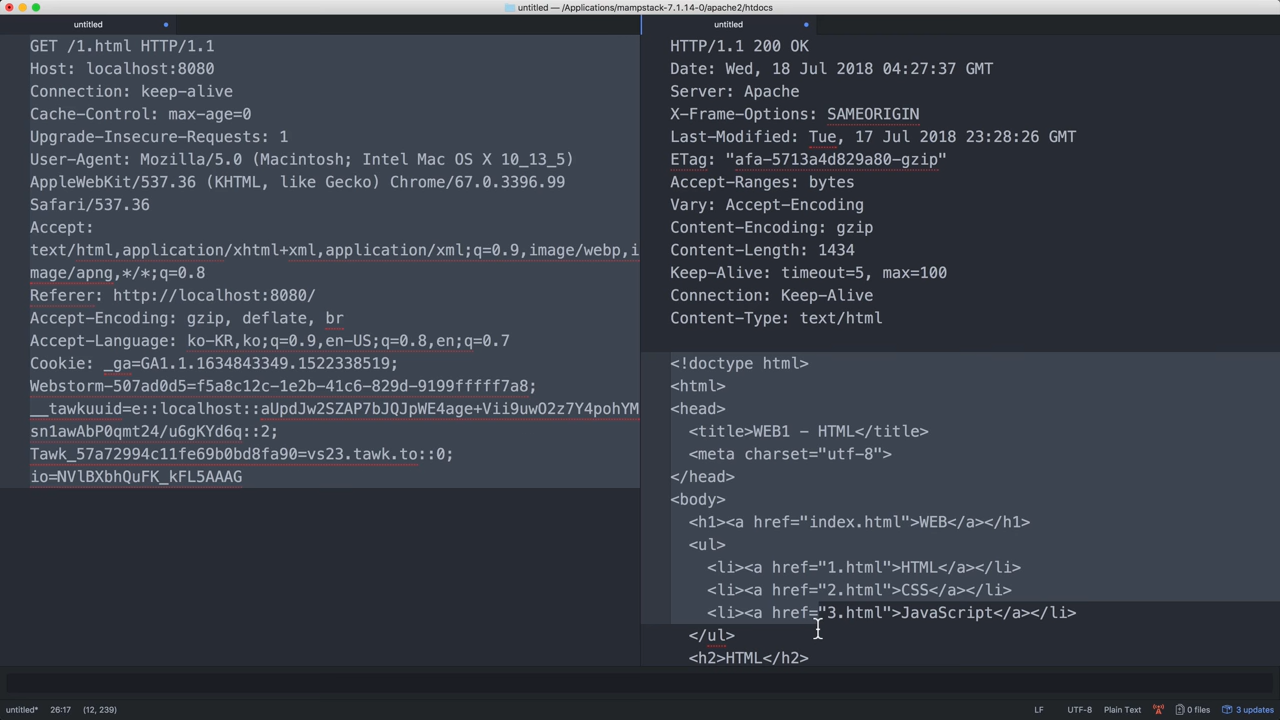 untitled — /Applications/mampstack-7.1.14-0/apache2/htdocs
untitled
GET /1.html HTTP/1.1
Host: localhost:8080
Connection: keep-alive
Cache-Control: max-age=0
Upgrade-Insecure-Requests: 1
User-Agent: Mozilla/5.0 (Macintosh; Intel Mac OS X 10_13_5)
AppleWebKit/537.36 (KHTML, like Gecko) Chrome/67.0.3396.99
Safari/537.36
Accept:
text/html,application/xhtml+xml,application/xml;q=0.9,image/webp,i
mage/apng,*/*;q=0.8
Referer: http://localhost:8080/
Accept-Encoding: gzip, deflate, br
Accept-Language: ko-KR,ko;q=0.9,en-US;q=0.8,en;q=0.7
Cookie: _ga=GA1.1.1634843349.1522338519;
Webstorm-507ad0d5=f5a8c12c-1e2b-41c6-829d-9199fffff7a8;
__tawkuuid=e::localhost::aUpdJw2SZAP7bJQJpWE4age+Vii9uwO2z7Y4pohYM
sn1awAbP0qmt24/u6gKYd6q::2;
Tawk_57a72994c11fe69b0bd8fa90=vs23.tawk.to::0;
io=NVlBXbhQuFK_kFL5AAAG
untitled
HTTP/1.1 200 OK
Date: Wed, 18 Jul 2018 04:27:37 GMT
Server: Apache
X-Frame-Options: SAMEORIGIN
Last-Modified: Tue, 17 Jul 2018 23:28:26 GMT
ETag: "afa-5713a4d829a80-gzip"
Accept-Ranges: bytes
Vary: Accept-Encoding
Content-Encoding: gzip
Content-Length: 1434
Keep-Alive: timeout=5, max=100
Connection: Keep-Alive
Content-Type: text/html
<!doctype html>
<html>
<head>
<title>WEB1 - HTML</title>
<meta charset="utf-8">
</head>
<body>
<h1><a href="index.html">WEB</a></h1>
<ul>
<li><a href="1.html">HTML</a></li>
<li><a href="2.html">CSS</a></li>
<li><a href="3.html">JavaScript</a></li>
</ul>
<h2>HTML</h2>
untitled* 26:17 (12, 239) LF UTF-8 Plain Text 0 files 3 updates